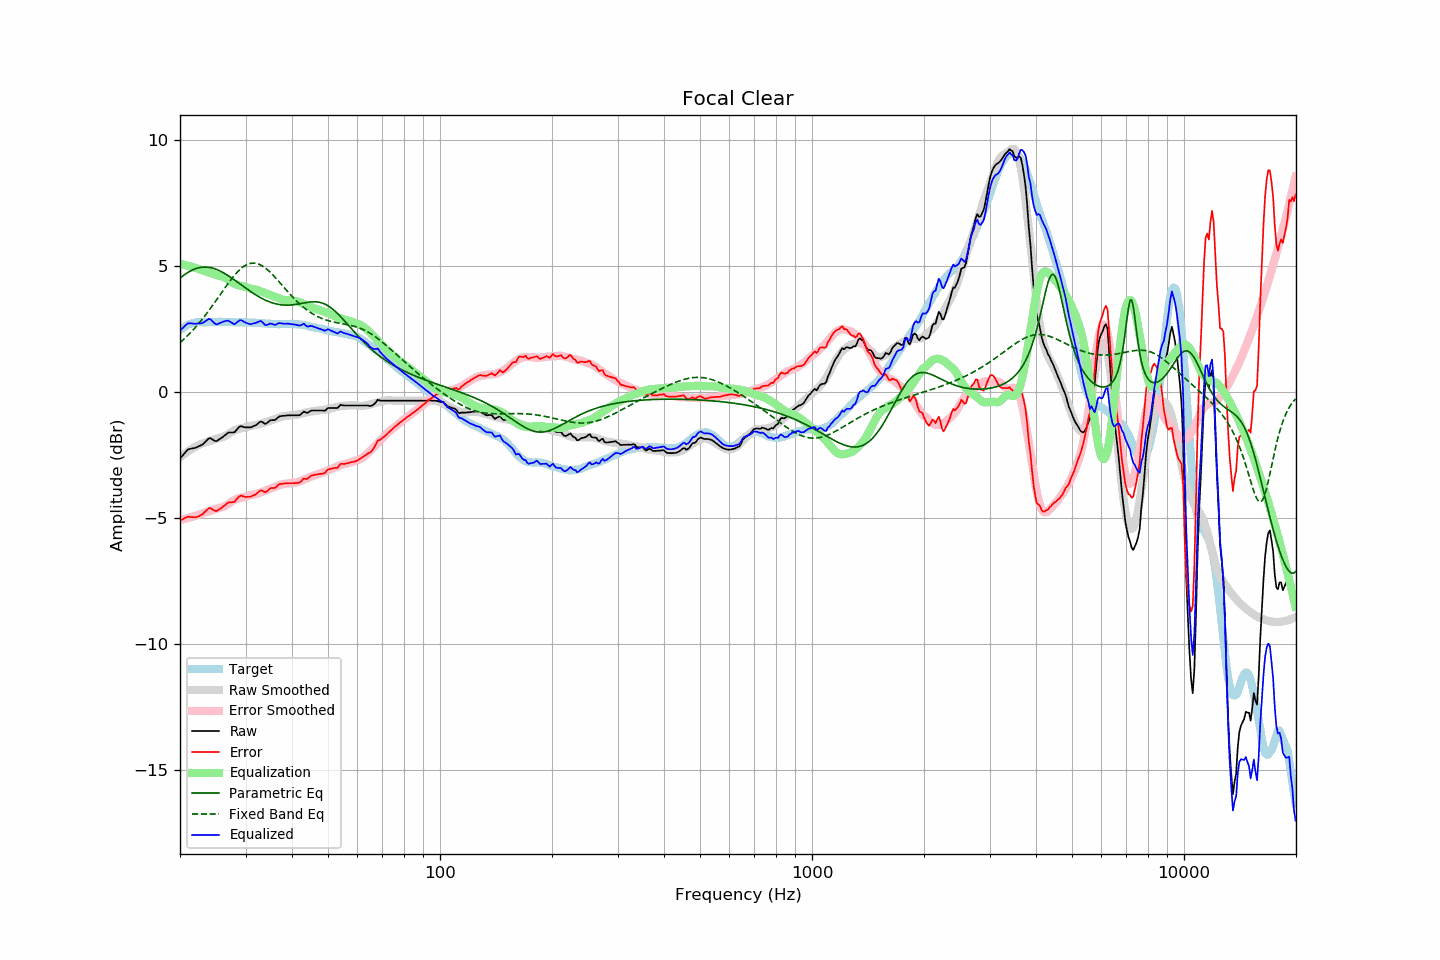 Focal Clear
10
5
0
−5
−10
−15
Amplitude (dBr)
Target
Raw Smoothed
Error Smoothed
Raw
Error
Equalization
Parametric Eq
Fixed Band Eq
Equalized
100
1000
10000
Frequency (Hz)